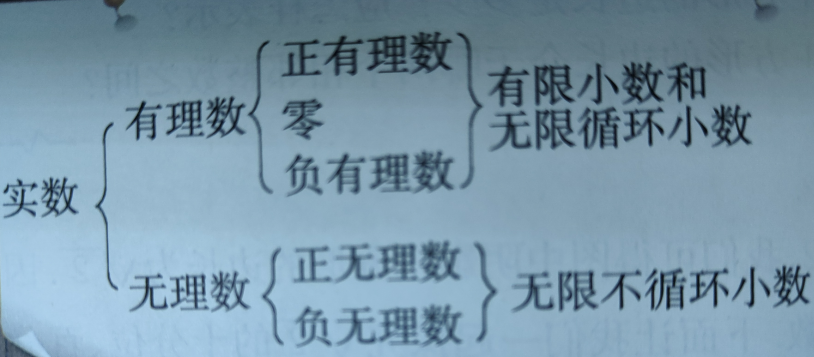 正有理数
有理数
零
负有理数
有限小数和
无限循环小数
实数
正无理数
无理数
负无理数
无限不循环小数